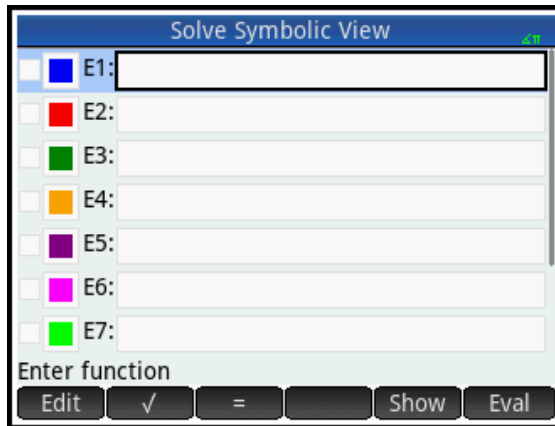 Solve Symbolic View ∡π
E1:
E2:
E3:
E4:
E5:
E6:
E7:
Enter function
Edit √ = Show Eval